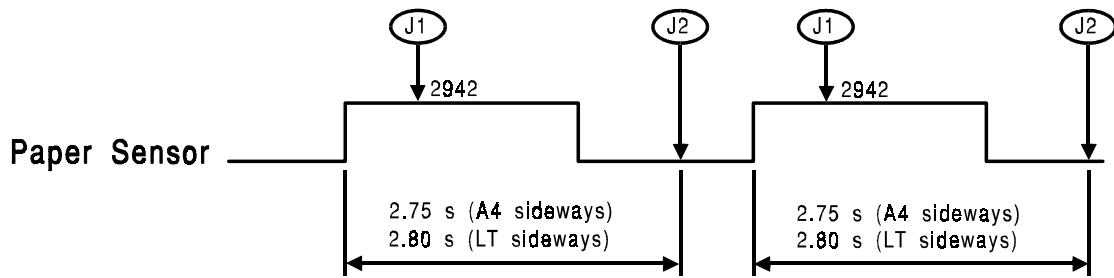 J1 J2 J1 J2
2942 2942
Paper Sensor
2.75 s (A4 sideways) 2.75 s (A4 sideways)
2.80 s (LT sideways) 2.80 s (LT sideways)